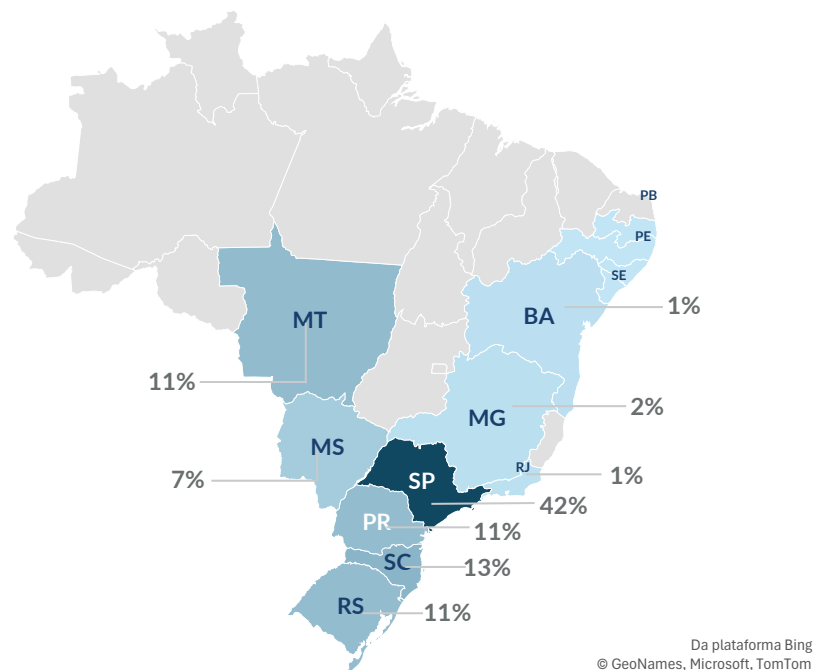 PB
PE
SE
BA
1%
MT
11%
2%
MG
MS
RJ
1%
7%
SP
42%
PR
11%
SC
13%
RS
11%
Da plataforma Bing
© GeoNames, Microsoft, TomTom